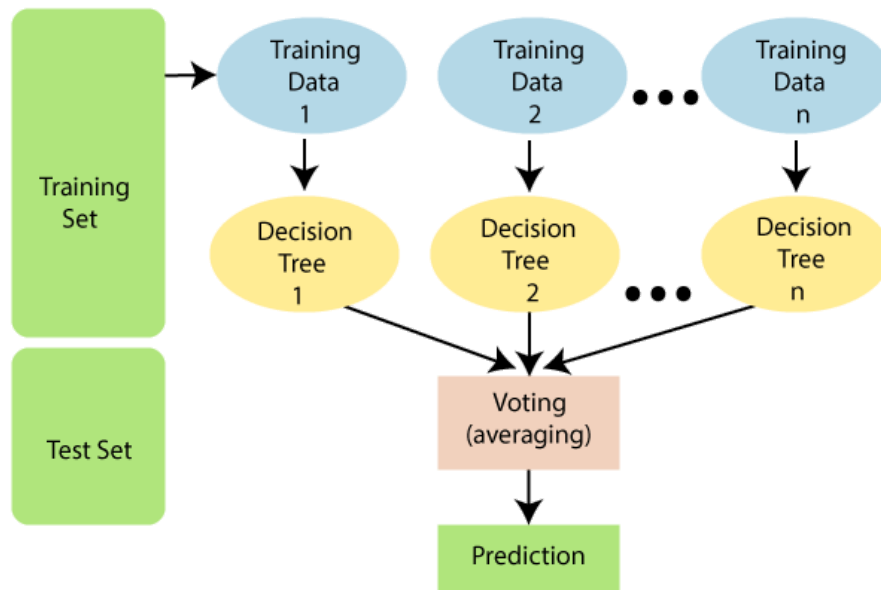 Training
Set
Test Set
Training
Data
1
Training
Data
2
Training
Data
n
Decision
Tree
1
Decision
Tree
2
Decision
Tree
n
Voting
(averaging)
Prediction